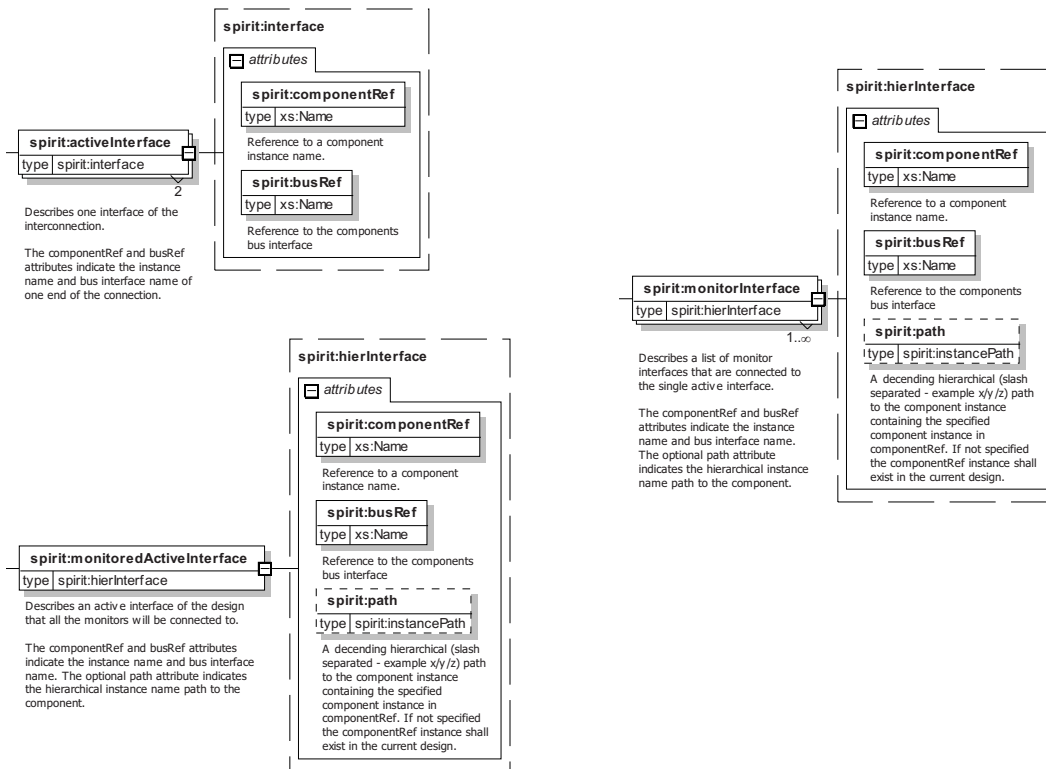 spirit:interface
attributes
spirit:componentRef
type xs:Name
Reference to a component
instance name.
spirit:busRef
type xs:Name
Reference to the components
bus interface
spirit:activeInterface
type spirit:interface
2
Describes one interface of the
interconnection.
The componentRef and busRef
attributes indicate the instance
name and bus interface name of
one end of the connection.
spirit:hierInterface
attributes
spirit:componentRef
type xs:Name
Reference to a component
instance name.
spirit:busRef
type xs:Name
Reference to the components
bus interface
spirit:path
type spirit:instancePath
A decending hierarchical (slash
separated - example x/y/z) path
to the component instance
containing the specified
component instance in
componentRef. If not specified
the componentRef instance shall
exist in the current design.
spirit:monitorInterface
type spirit:hierInterface
1..∞
Describes a list of monitor
interfaces that are connected to
the single active interface.
The componentRef and busRef
attributes indicate the instance
name and bus interface name.
The optional path attribute
indicates the hierarchical instance
name path to the component.
spirit:hierInterface
attributes
spirit:componentRef
type xs:Name
Reference to a component
instance name.
spirit:busRef
type xs:Name
Reference to the components
bus interface
spirit:path
type spirit:instancePath
A decending hierarchical (slash
separated - example x/y/z) path
to the component instance
containing the specified
component instance in
componentRef. If not specified
the componentRef instance shall
exist in the current design.
spirit:monitoredActiveInterface
type spirit:hierInterface
Describes an active interface of the design
that all the monitors will be connected to.
The componentRef and busRef attributes
indicate the instance name and bus interface
name. The optional path attribute indicates
the hierarchical instance name path to the
component.